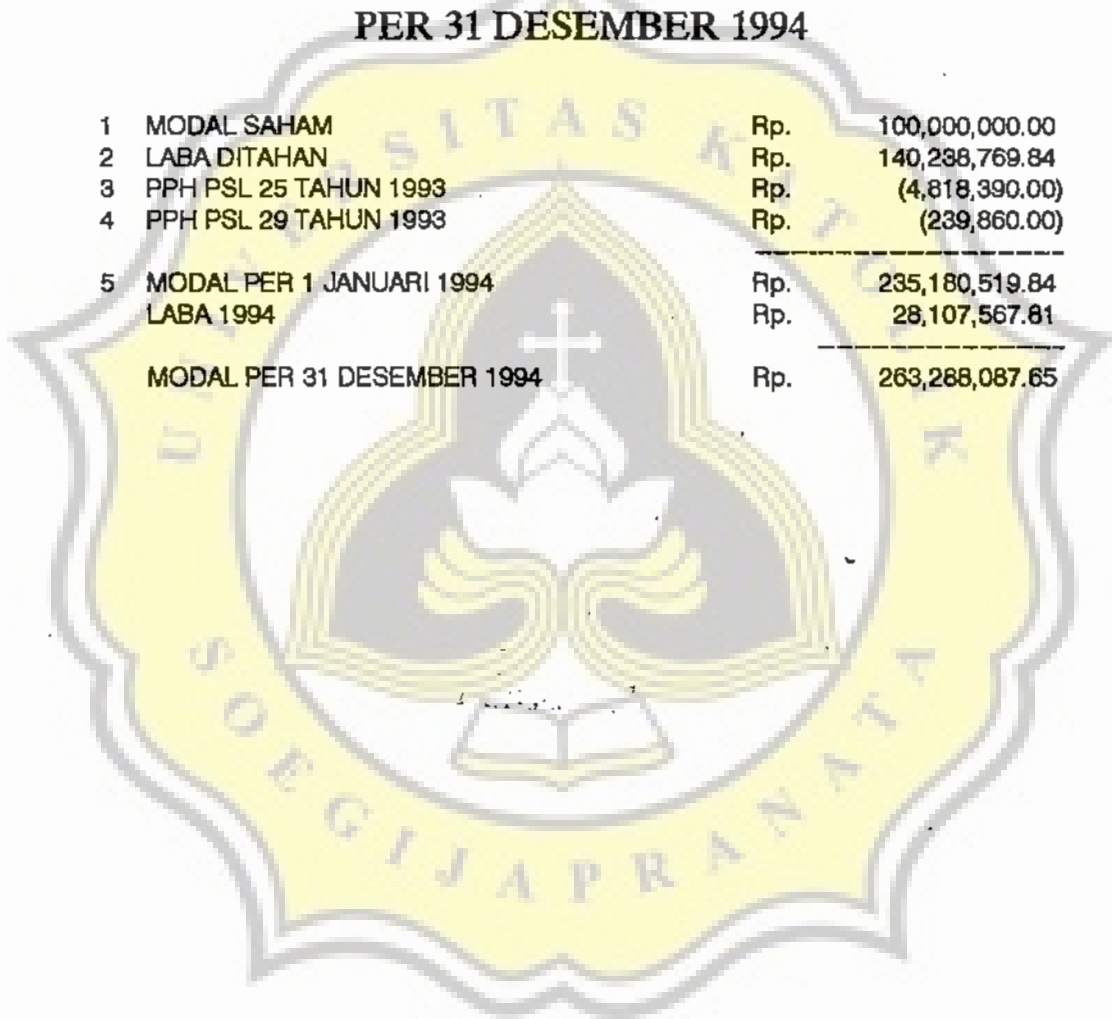 PER 31 DESEMBER 1994
1 MODAL SAHAM Rp. 100,000,000.00
2 LABA DITAHAN Rp. 140,238,769.84
3 PPH PSL 25 TAHUN 1993 Rp. (4,818,390.00)
4 PPH PSL 29 TAHUN 1993 Rp. (239,860.00)
5 MODAL PER 1 JANUARI 1994 Rp. 235,180,519.84
LABA 1994 Rp. 28,107,567.81
MODAL PER 31 DESEMBER 1994 Rp. 263,288,087.65
UNIVERSITAS KATOLIK
SOEGIJAPRANATA